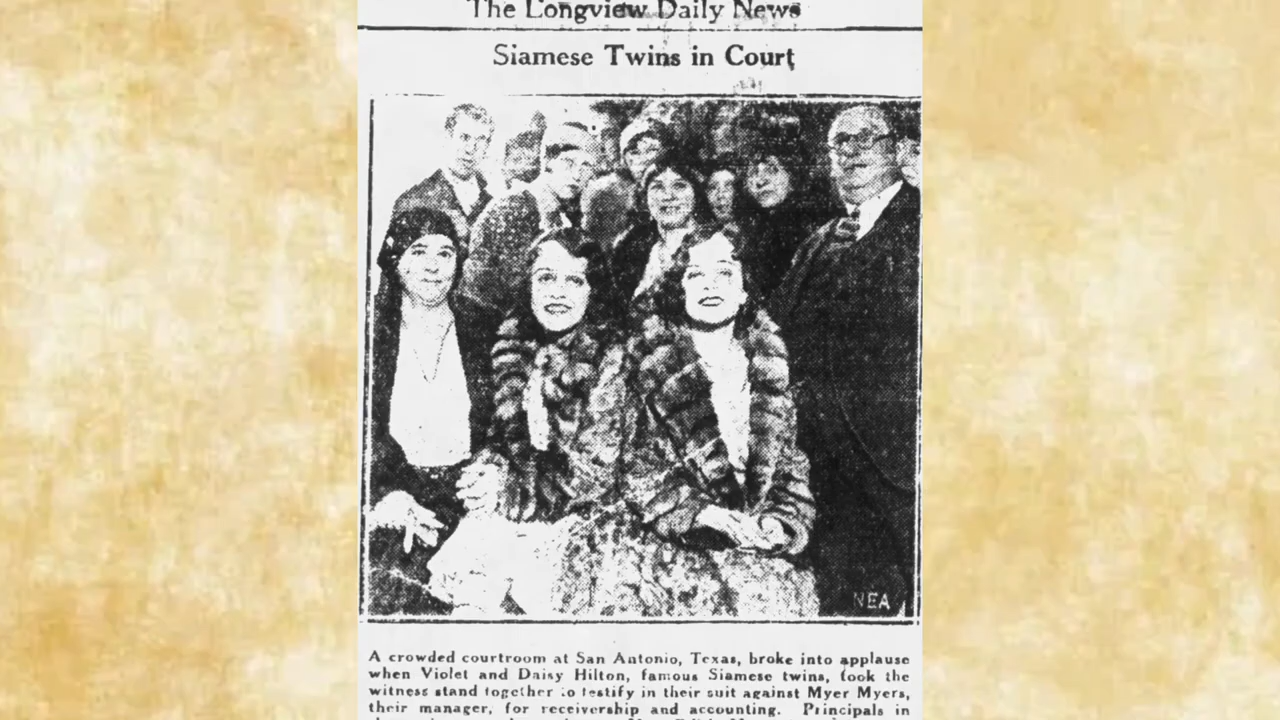 The Longview Daily News
Siamese Twins in Court
NEA
A crowded courtroom at San Antonio, Texas, broke into applause
when Violet and Daisy Hilton, famous Siamese twins, took the
witness stand together to testify in their suit against Myer Myers,
their manager, for receivership and accounting. Principals in